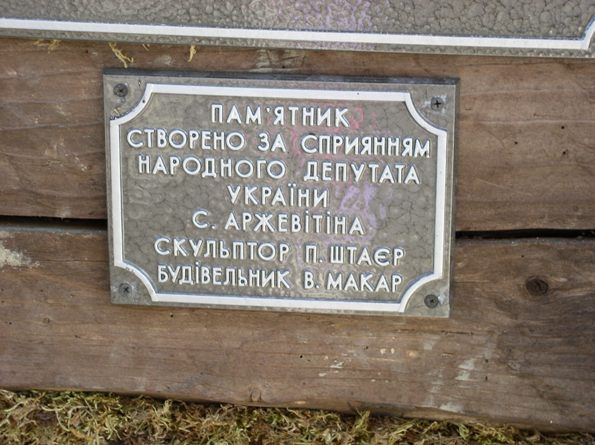 ПАМ'ЯТНИК
СТВОРЕНО ЗА СПРИЯННЯМ
НАРОДНОГО ДЕПУТАТА
УКРАЇНИ
С. АРЖЕВІТІНА
СКУЛЬПТОР П. ШТАЄР
БУДІВЕЛЬНИК В. МАКАР